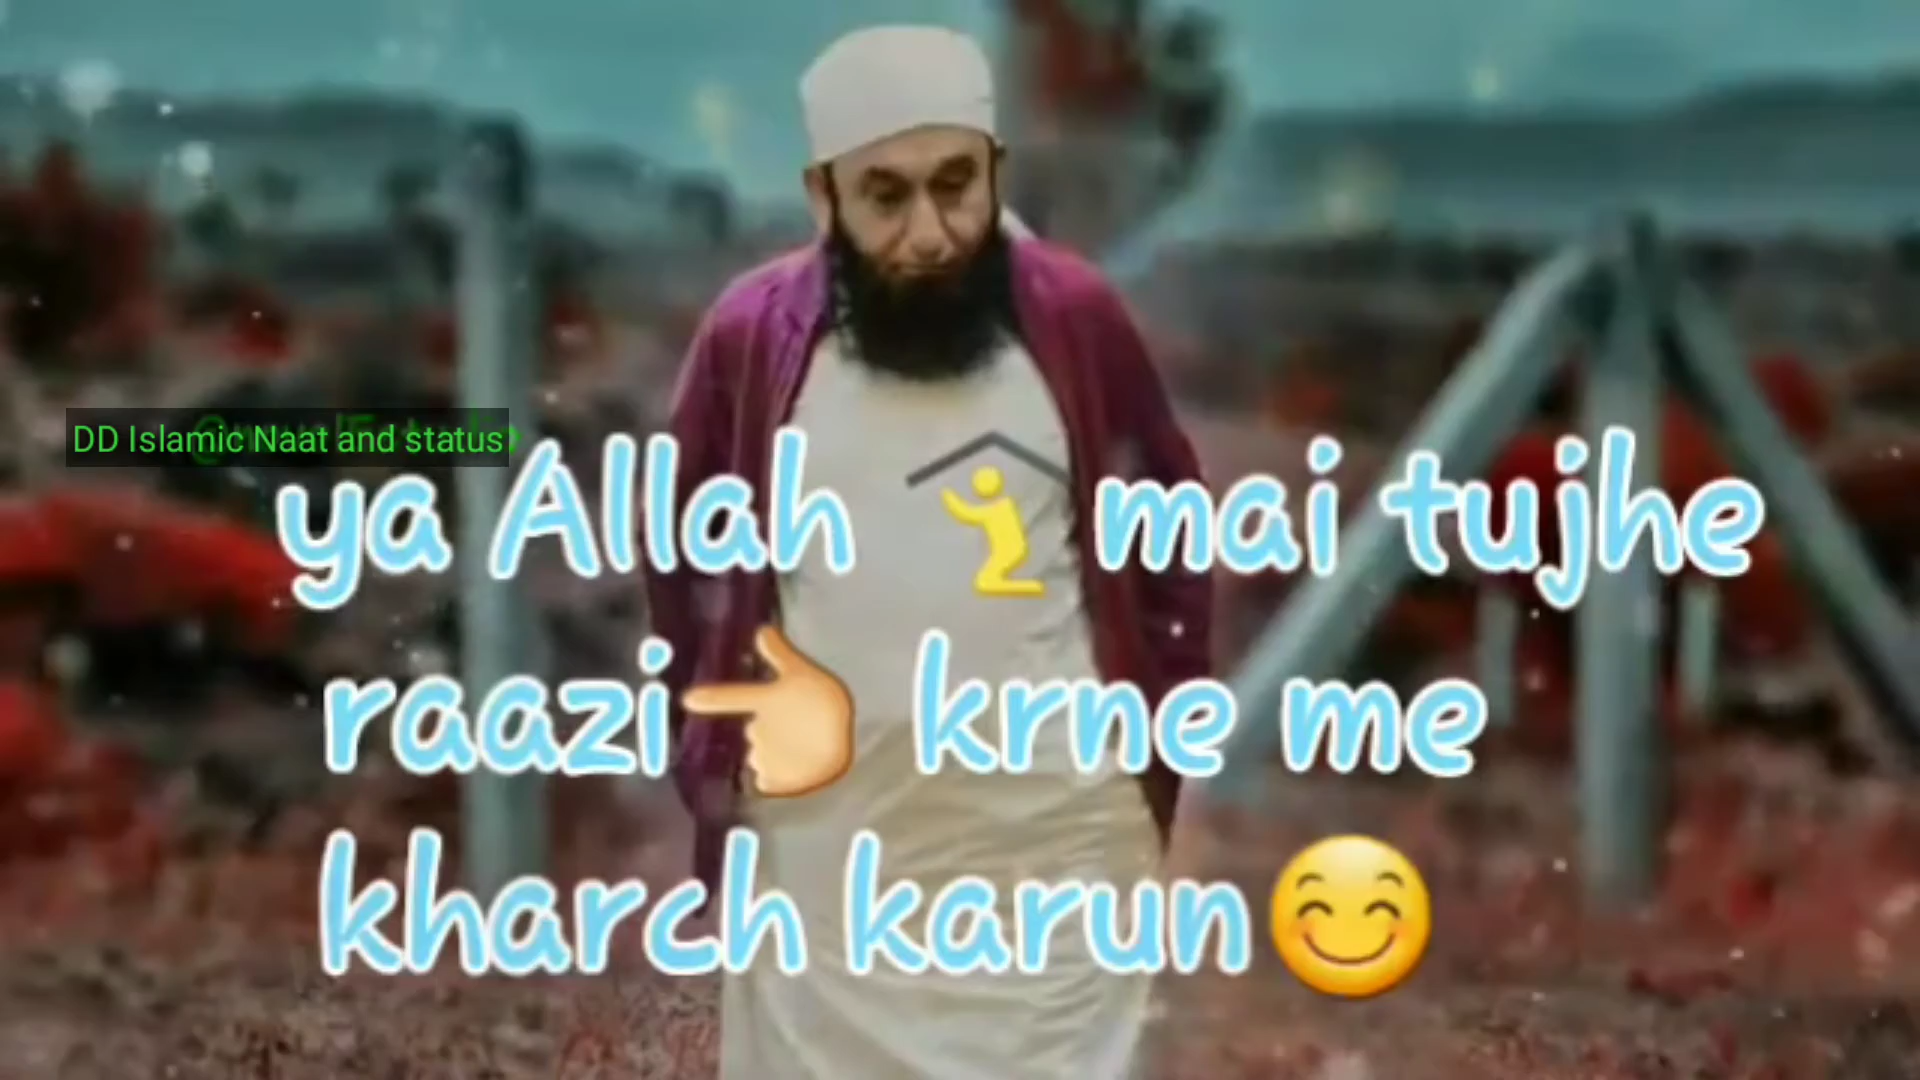 DD Islamic Naat and status
ya Allah 🛐 mai tujhe
raazi👈 krne me
kharch karun😊